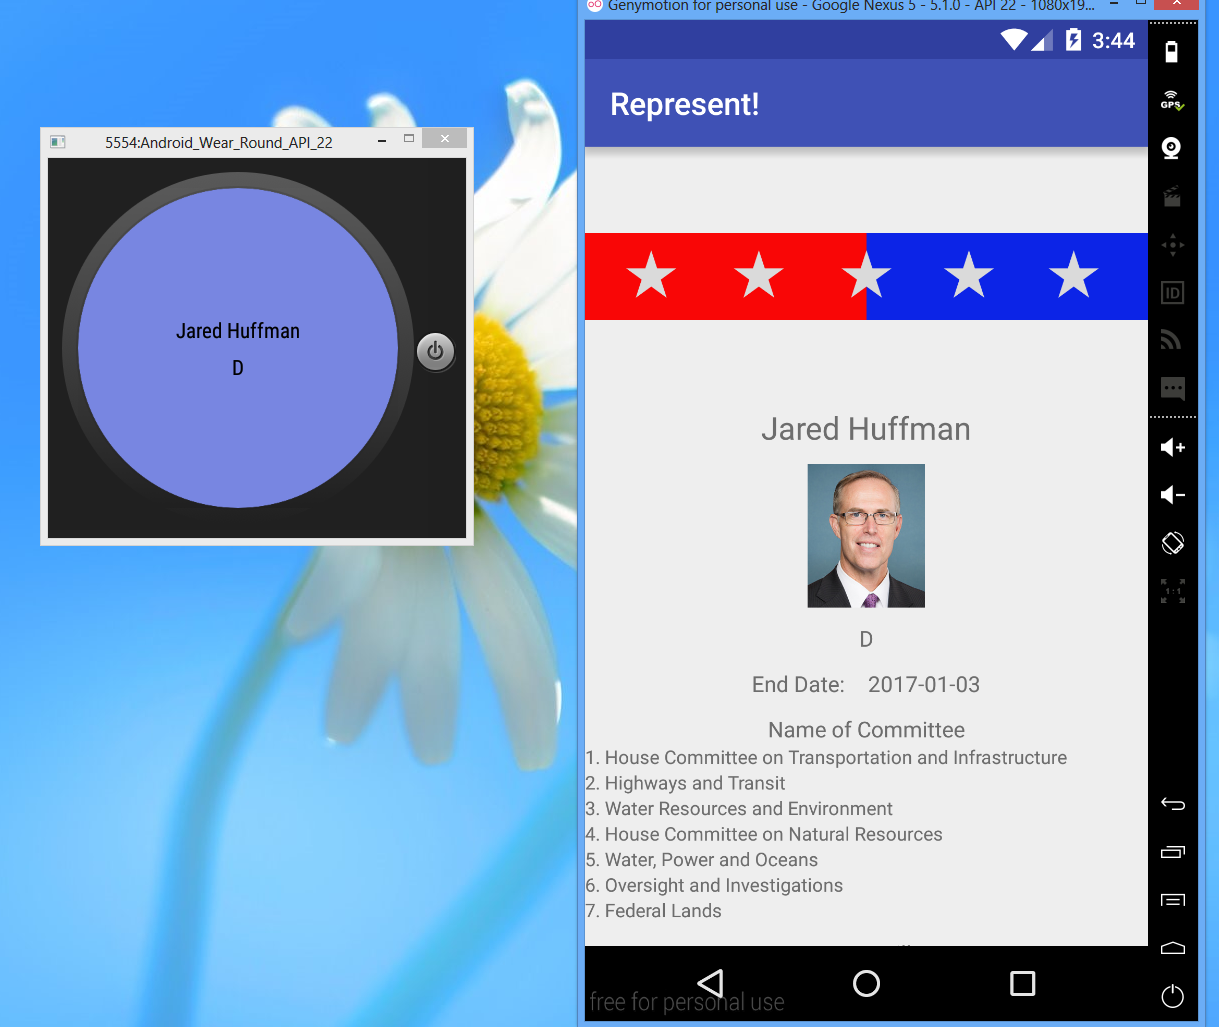 Genymotion for personal use - Google Nexus 5 - 5.1.0 - API 22 - 1080x19...
3:44
GPS
Represent!
5554:Android_Wear_Round_API_22
Jared Huffman
D
ID
Jared Huffman
D
End Date: 2017-01-03
Name of Committee
1. House Committee on Transportation and Infrastructure
2. Highways and Transit
3. Water Resources and Environment
4. House Committee on Natural Resources
5. Water, Power and Oceans
6. Oversight and Investigations
7. Federal Lands
1:1
free for personal use